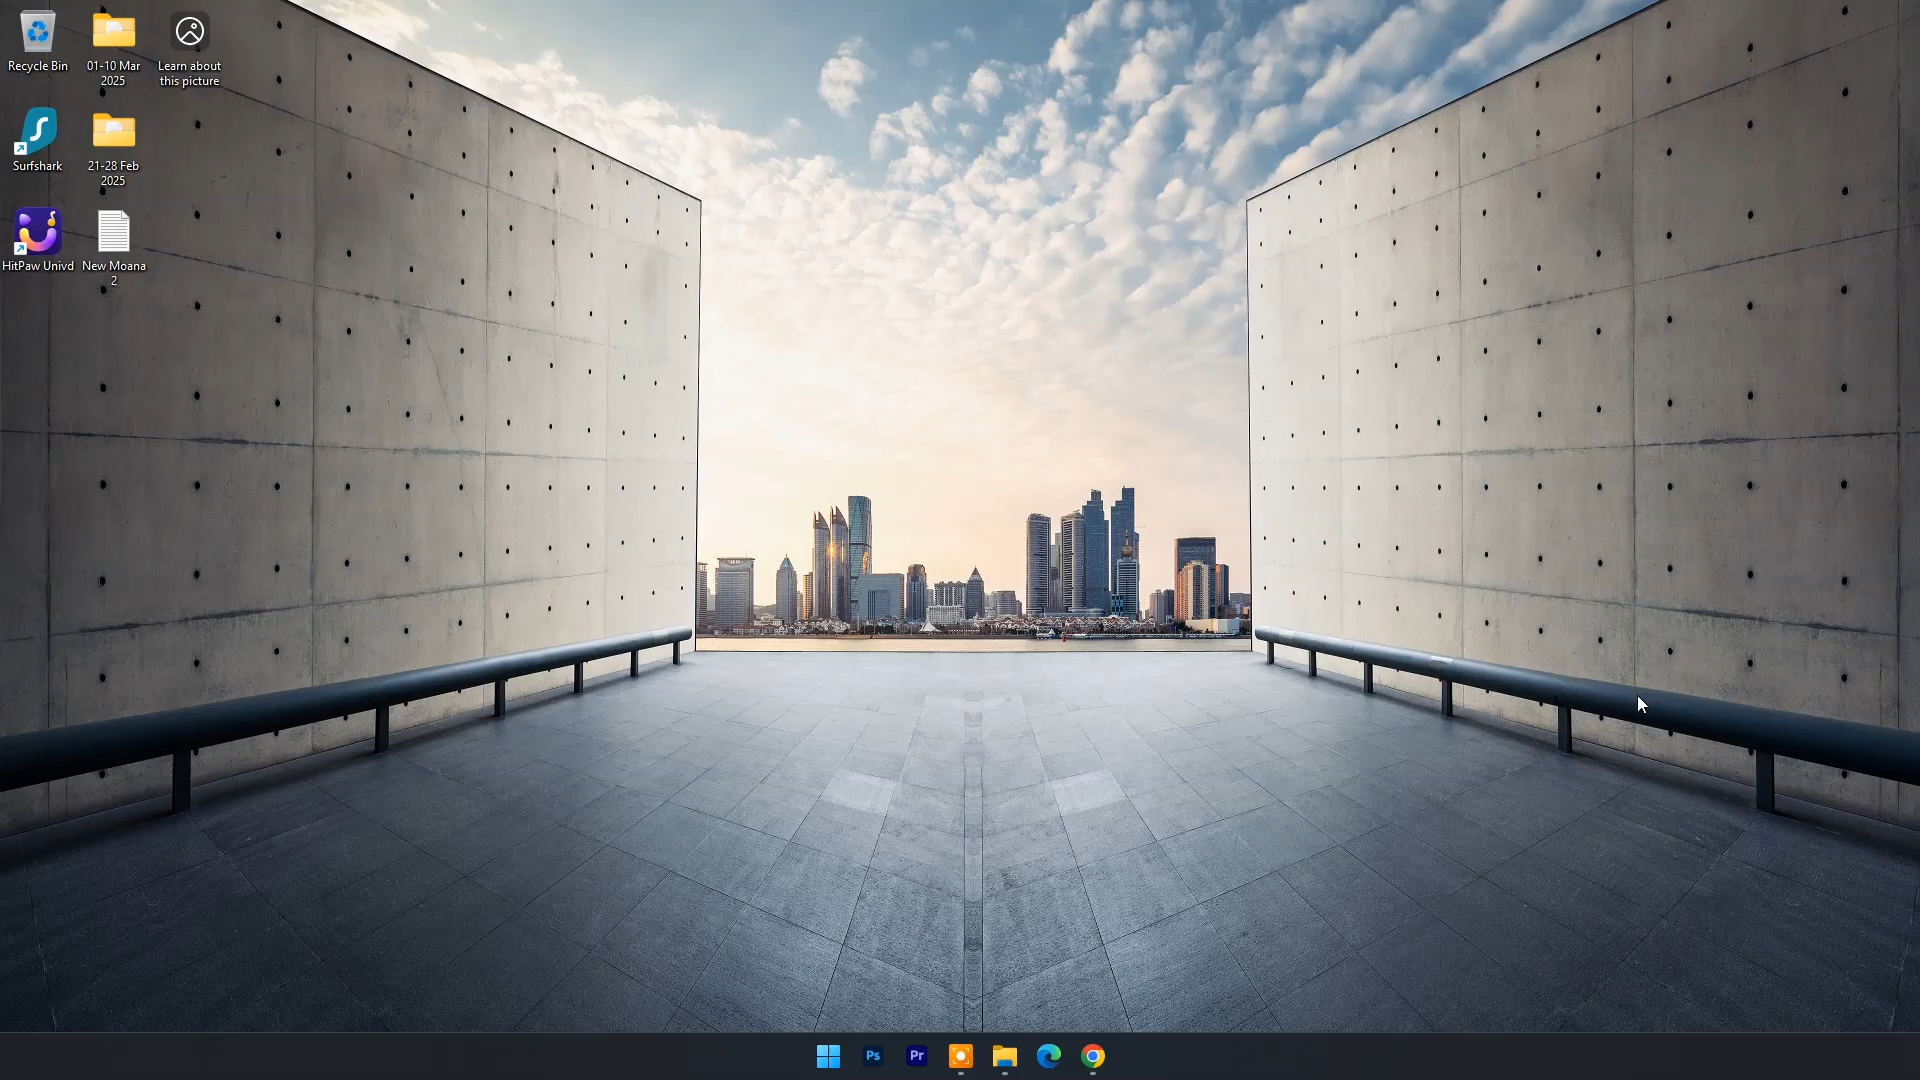 Recycle Bin
01-10 Mar
2025
Learn about
this picture
Surfshark
21-28 Feb
2025
HitPaw Univd
New Moana
2
Ps
Pr